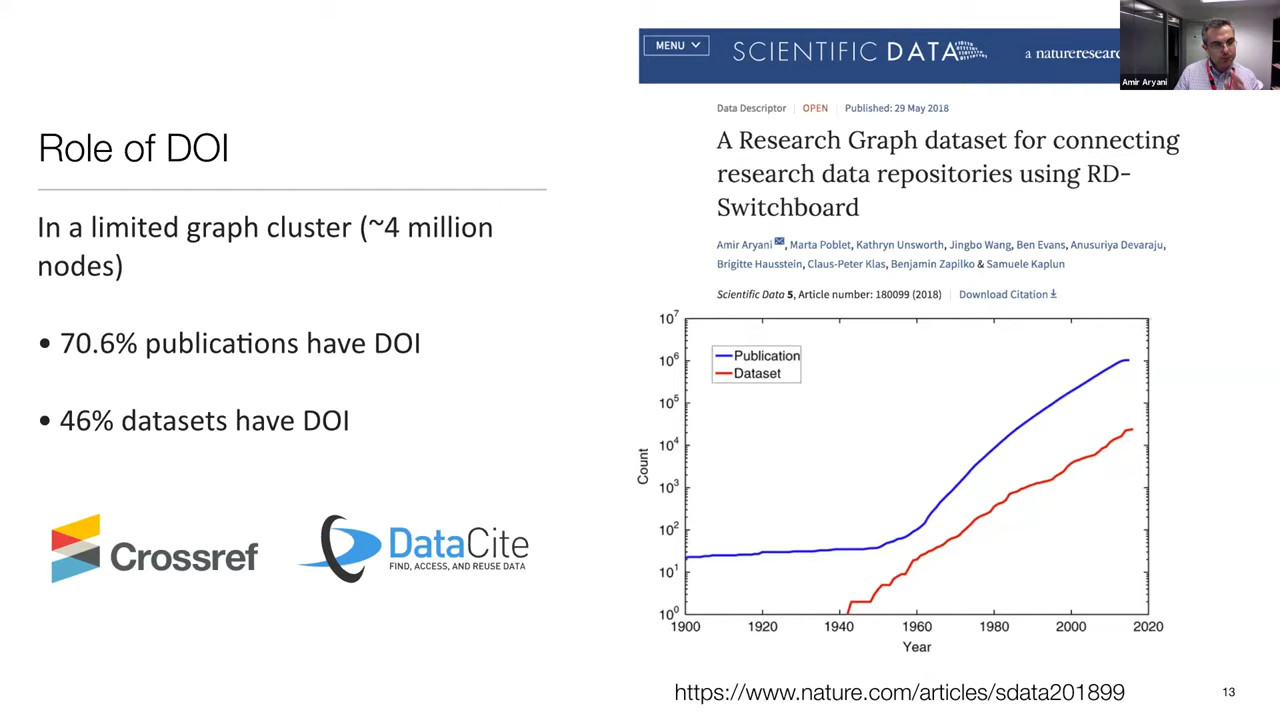 Role of DOI
In a limited graph cluster (~4 million
nodes)
• 70.6% publications have DOI
• 46% datasets have DOI
Crossref
DataCite
FIND, ACCESS, AND REUSE DATA
MENU
SCIENTIFIC DATA
a natureresearc
Amir Aryani
Data Descriptor | OPEN | Published: 29 May 2018
A Research Graph dataset for connecting
research data repositories using RD-
Switchboard
Amir Aryani, Marta Poblet, Kathryn Unsworth, Jingbo Wang, Ben Evans, Anusuriya Devaraju,
Brigitte Hausstein, Claus-Peter Klas, Benjamin Zapilko & Samuele Kaplun
Scientific Data 5, Article number: 180099 (2018) | Download Citation
10⁷
10⁶
10⁵
10⁴
10³
10²
10¹
10⁰
Count
Publication
Dataset
1900 1920 1940 1960 1980 2000 2020
Year
https://www.nature.com/articles/sdata201899
13